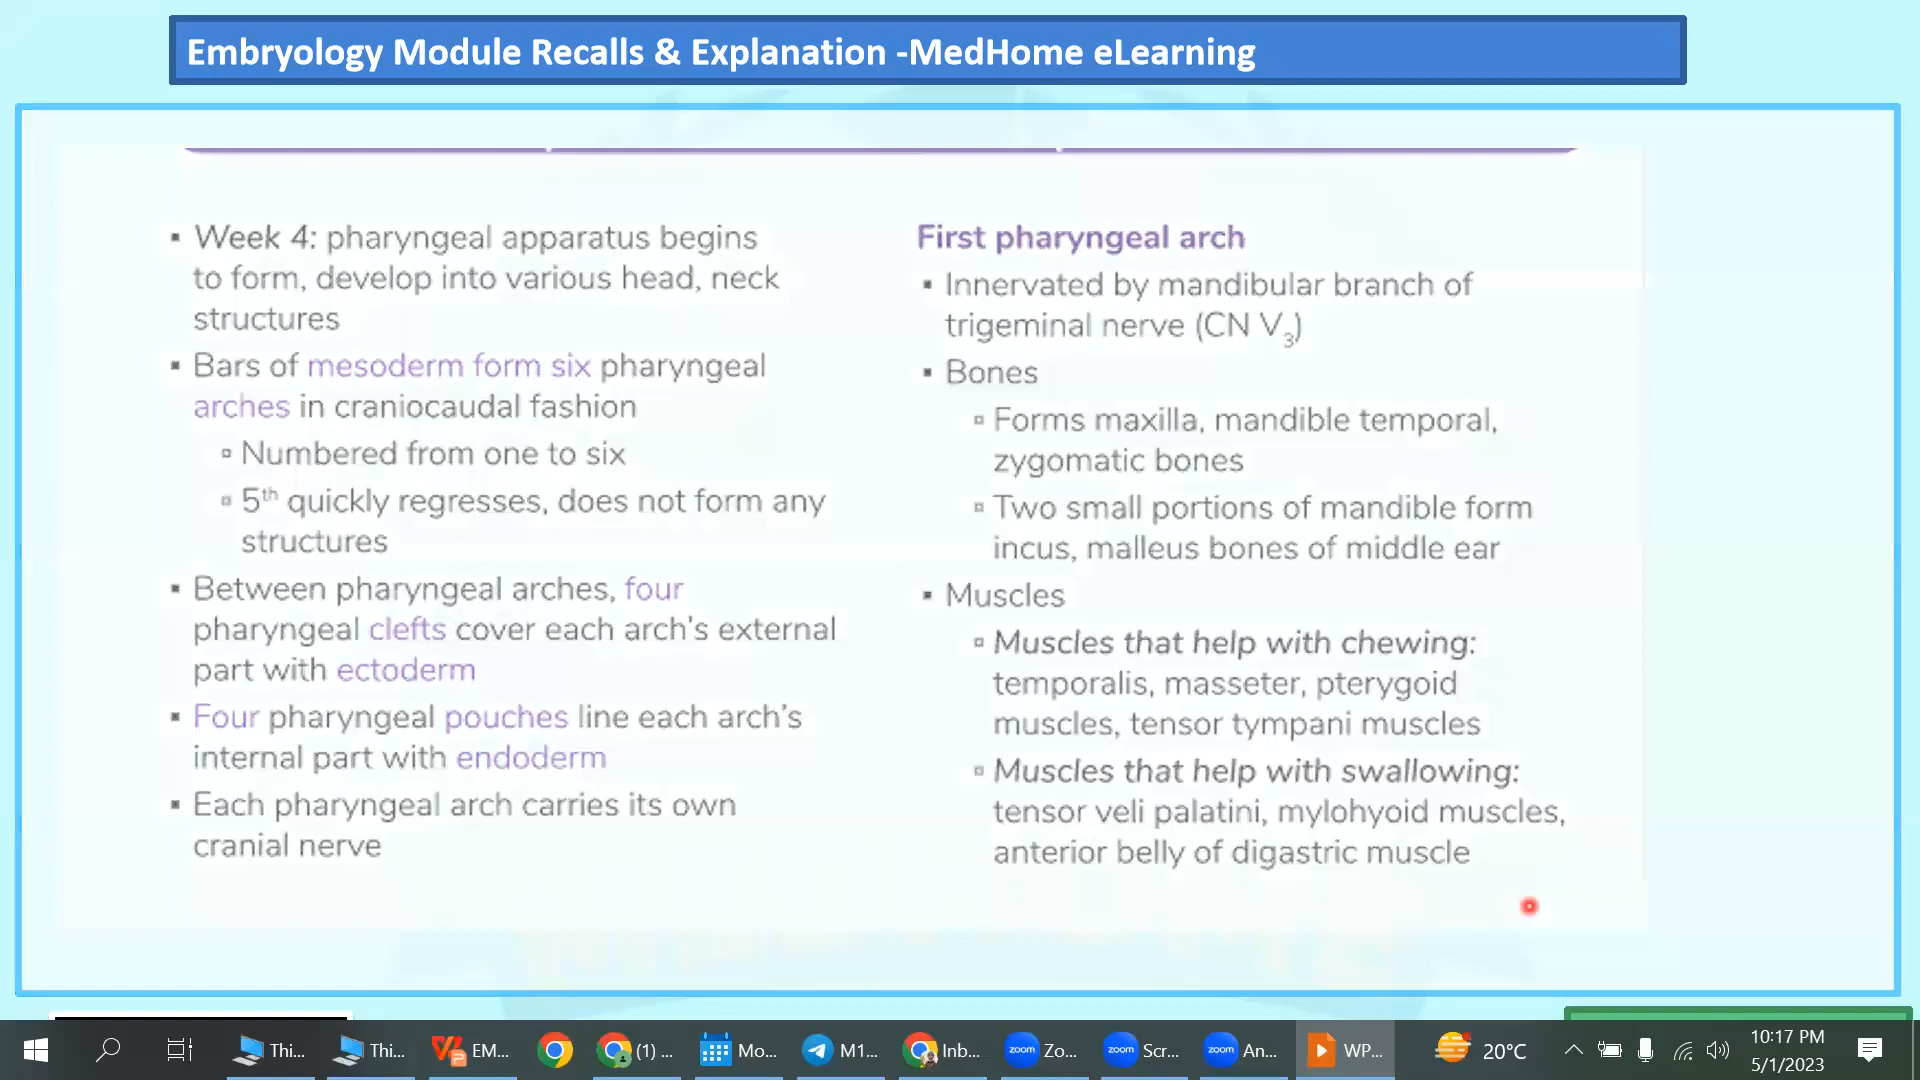 Embryology Module Recalls & Explanation -MedHome eLearning
▪ Week 4: pharyngeal apparatus begins
to form, develop into various head, neck
structures
▪ Bars of mesoderm form six pharyngeal
arches in craniocaudal fashion
▫ Numbered from one to six
▫ 5th quickly regresses, does not form any
structures
▪ Between pharyngeal arches, four
pharyngeal clefts cover each arch's external
part with ectoderm
▪ Four pharyngeal pouches line each arch's
internal part with endoderm
▪ Each pharyngeal arch carries its own
cranial nerve
First pharyngeal arch
▪ Innervated by mandibular branch of
trigeminal nerve (CN V3)
▪ Bones
▫ Forms maxilla, mandible temporal,
zygomatic bones
▫ Two small portions of mandible form
incus, malleus bones of middle ear
▪ Muscles
▫ Muscles that help with chewing:
temporalis, masseter, pterygoid
muscles, tensor tympani muscles
▫ Muscles that help with swallowing:
tensor veli palatini, mylohyoid muscles,
anterior belly of digastric muscle
Thi... Thi... EM... (1) ... Mo... M1... Inb... zoom Zo... zoom Scr... zoom An... WP... 20°C
10:17 PM
5/1/2023